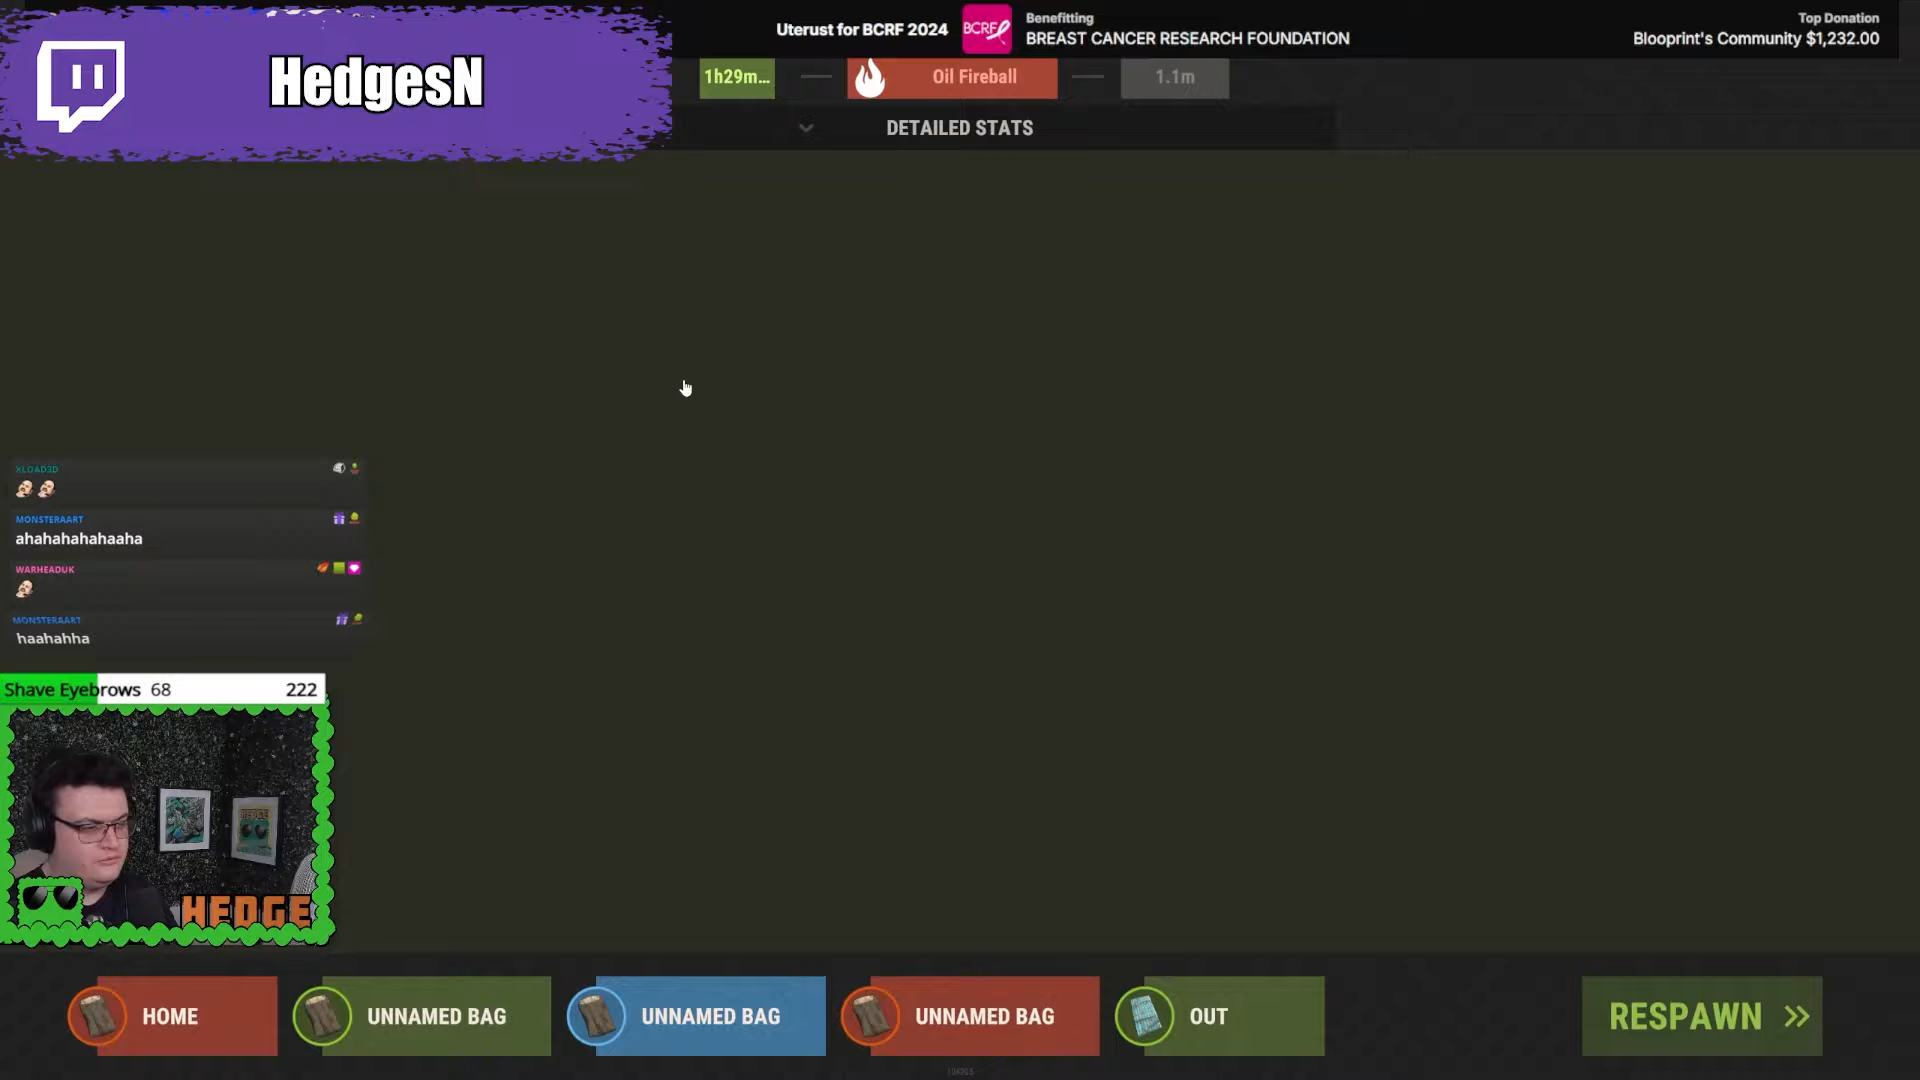 HedgesN
Uterust for BCRF 2024
BCRF
Benefitting
BREAST CANCER RESEARCH FOUNDATION
Top Donation
Blooprint's Community $1,232.00
1h29m...
Oil Fireball
1.1m
DETAILED STATS
XLOAD3D
MONSTERAART
ahahahahahaaha
WARHEADUK
MONSTERAART
haahahha
Shave Eyebrows 68 222
HEDGE
HOME
UNNAMED BAG
UNNAMED BAG
UNNAMED BAG
OUT
RESPAWN